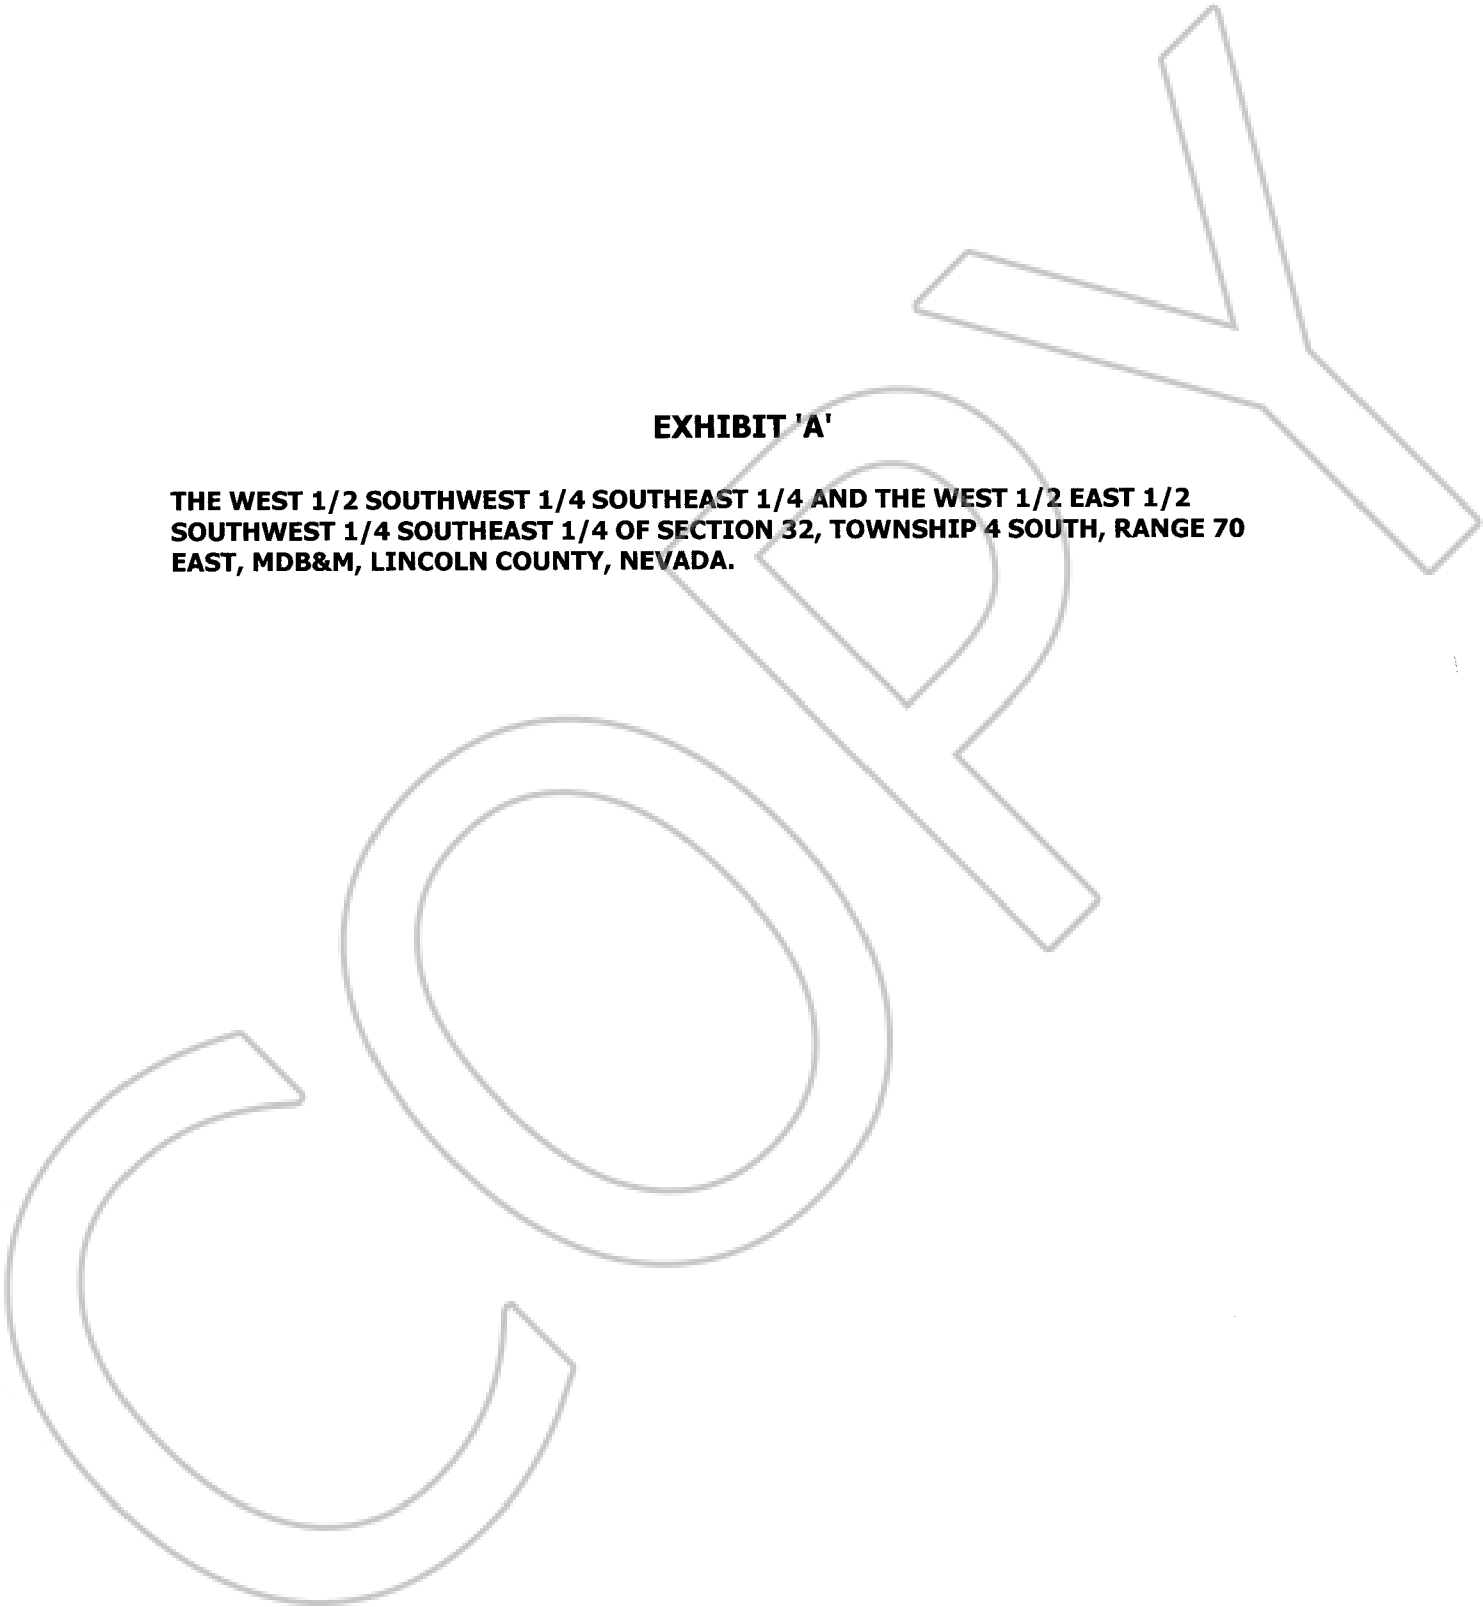 EXHIBIT 'A'
THE WEST 1/2 SOUTHWEST 1/4 SOUTHEAST 1/4 AND THE WEST 1/2 EAST 1/2
SOUTHWEST 1/4 SOUTHEAST 1/4 OF SECTION 32, TOWNSHIP 4 SOUTH, RANGE 70
EAST, MDB&M, LINCOLN COUNTY, NEVADA.
COPY